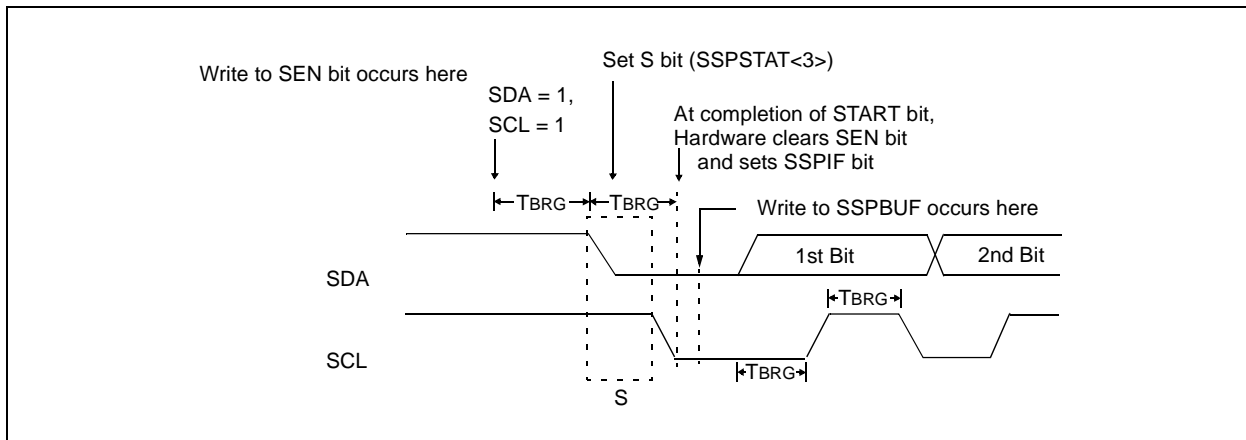 Write to SEN bit occurs here
Set S bit (SSPSTAT<3>)
SDA = 1,
SCL = 1
At completion of START bit,
Hardware clears SEN bit
and sets SSPIF bit
TBRG
TBRG
Write to SSPBUF occurs here
SDA
1st Bit
2nd Bit
TBRG
SCL
TBRG
S